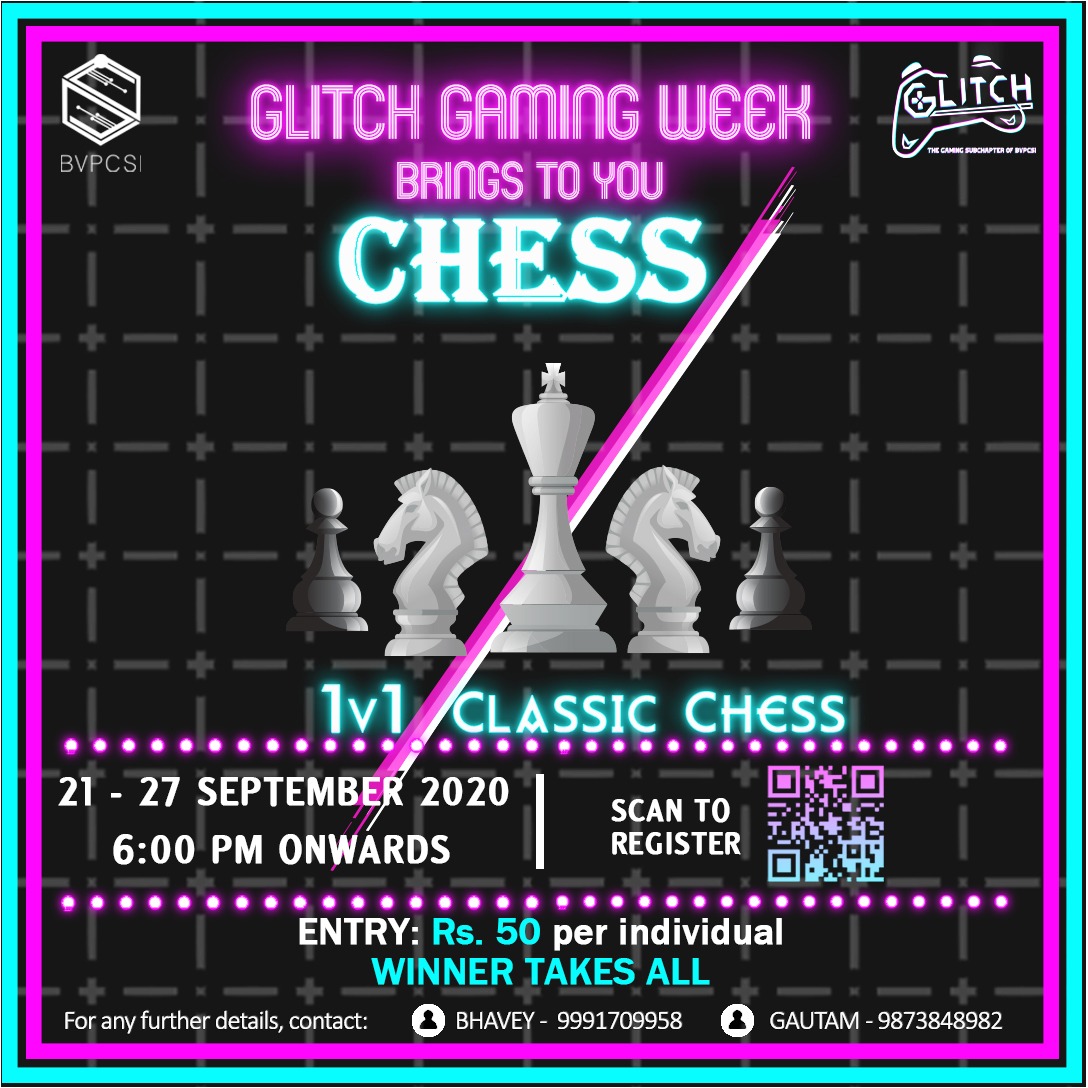 BVPCSI
GLITCH
THE GAMING SUBCHAPTER OF BVPCSI
GLITCH GAMING WEEK
BRINGS TO YOU
CHESS
1v1 CLASSIC CHESS
21 - 27 SEPTEMBER 2020
6:00 PM ONWARDS
SCAN TO
REGISTER
ENTRY: Rs. 50 per individual
WINNER TAKES ALL
For any further details, contact: BHAVEY - 9991709958 GAUTAM - 9873848982